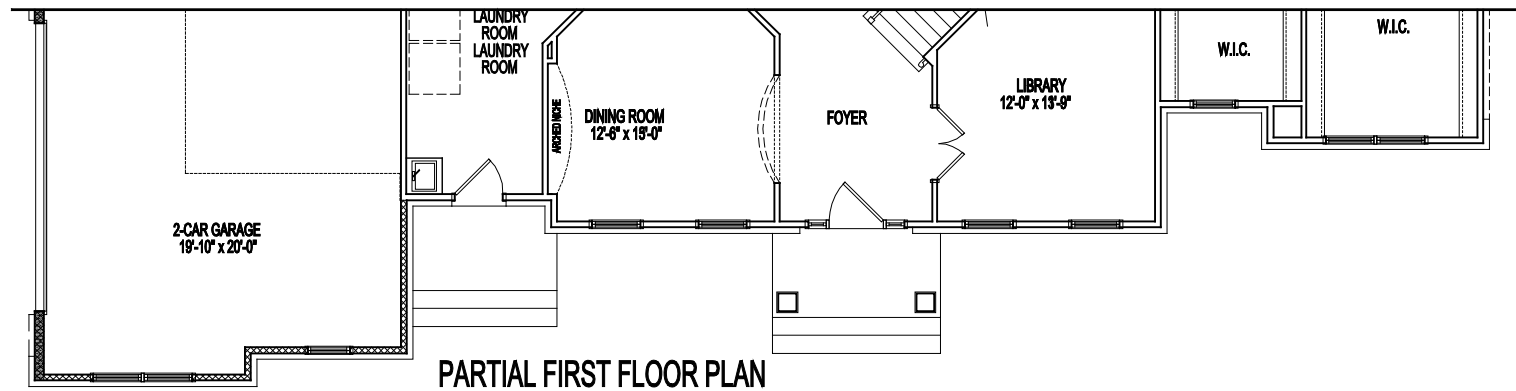 LAUNDRY
ROOM
LAUNDRY
ROOM
W.I.C.
W.I.C.
LIBRARY
12'-0" x 13'-9"
ARCHED NICHE
DINING ROOM
12'-6" x 15'-0"
FOYER
2-CAR GARAGE
19'-10" x 20'-0"
PARTIAL FIRST FLOOR PLAN